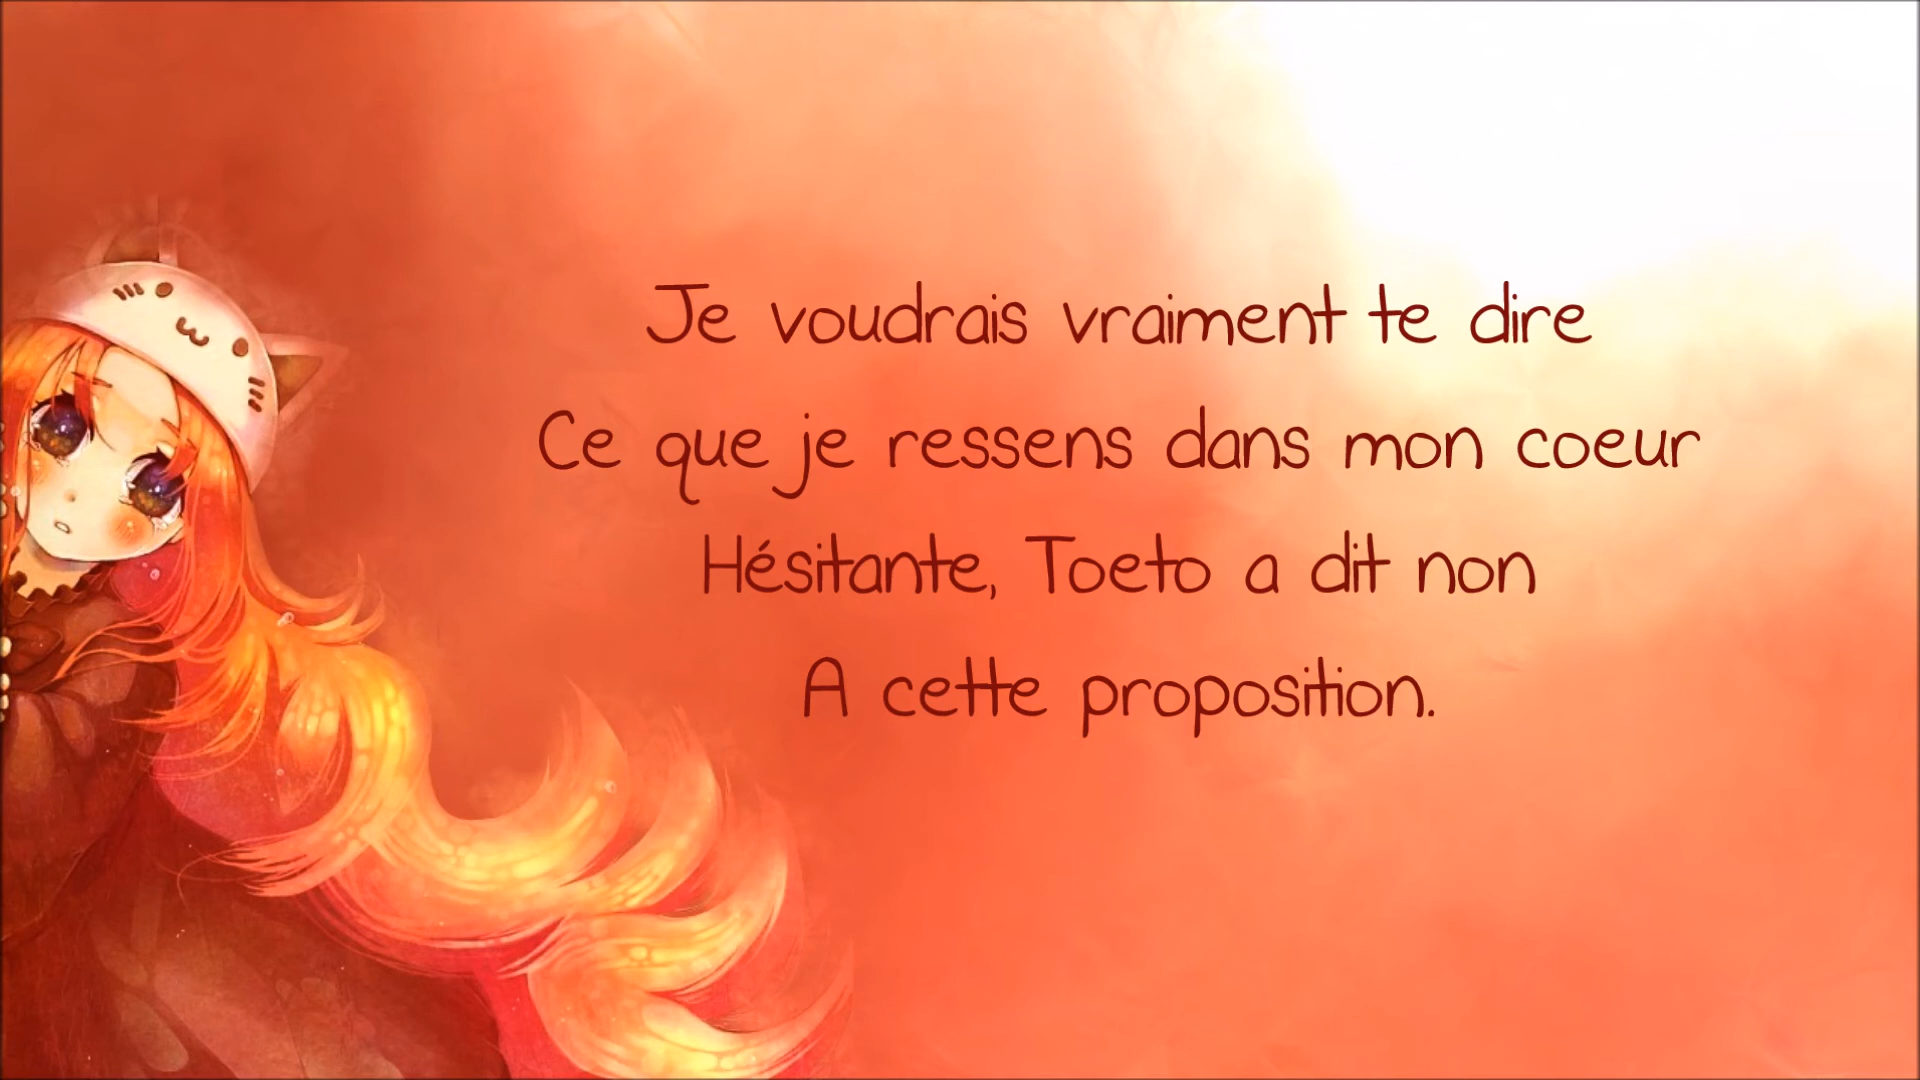 Je voudrais vraiment te dire
Ce que je ressens dans mon coeur
Hésitante, Toeto a dit non
A cette proposition.